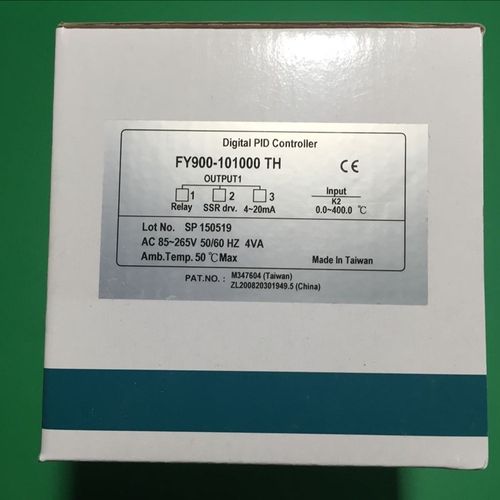 Digital PID Controller
FY900-101000 TH
CE
OUTPUT1
1 2 3
Relay SSR drv. 4~20mA
Input
K2
0.0~400.0 ℃
Lot No. SP 150519
AC 85~265V 50/60 HZ 4VA
Amb.Temp. 50 ℃ Max
Made In Taiwan
PAT.NO.: M347604 (Taiwan)
ZL200820301949.5 (China)